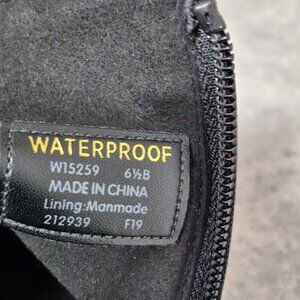 WATERPROOF
W15259 6½B
MADE IN CHINA
Lining:Manmade
212939 F19